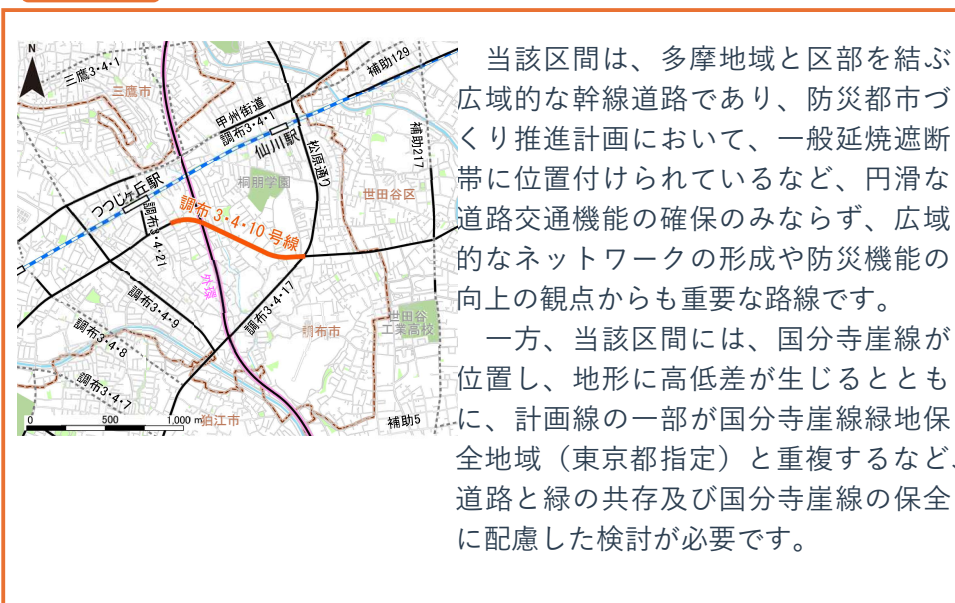 N
三鷹3・4・1
三鷹市
補助129
甲州街道
調布3・4・1
仙川駅
松原通り
補助217
桐朋学園
世田谷区
つつじヶ丘駅
調布3・4・21
調布3・4・10号線
外環
調布3・4・17
調布3・4・9
調布市
世田谷
工業高校
調布3・4・8
調布3・4・7
狛江市
補助5
0 500 1,000 m
当該区間は、多摩地域と区部を結ぶ
広域的な幹線道路であり、防災都市づ
くり推進計画において、一般延焼遮断
帯に位置付けられているなど、円滑な
道路交通機能の確保のみならず、広域
的なネットワークの形成や防災機能の
向上の観点からも重要な路線です。
一方、当該区間には、国分寺崖線が
位置し、地形に高低差が生じるととも
に、計画線の一部が国分寺崖線緑地保
全地域（東京都指定）と重複するなど、
道路と緑の共存及び国分寺崖線の保全
に配慮した検討が必要です。